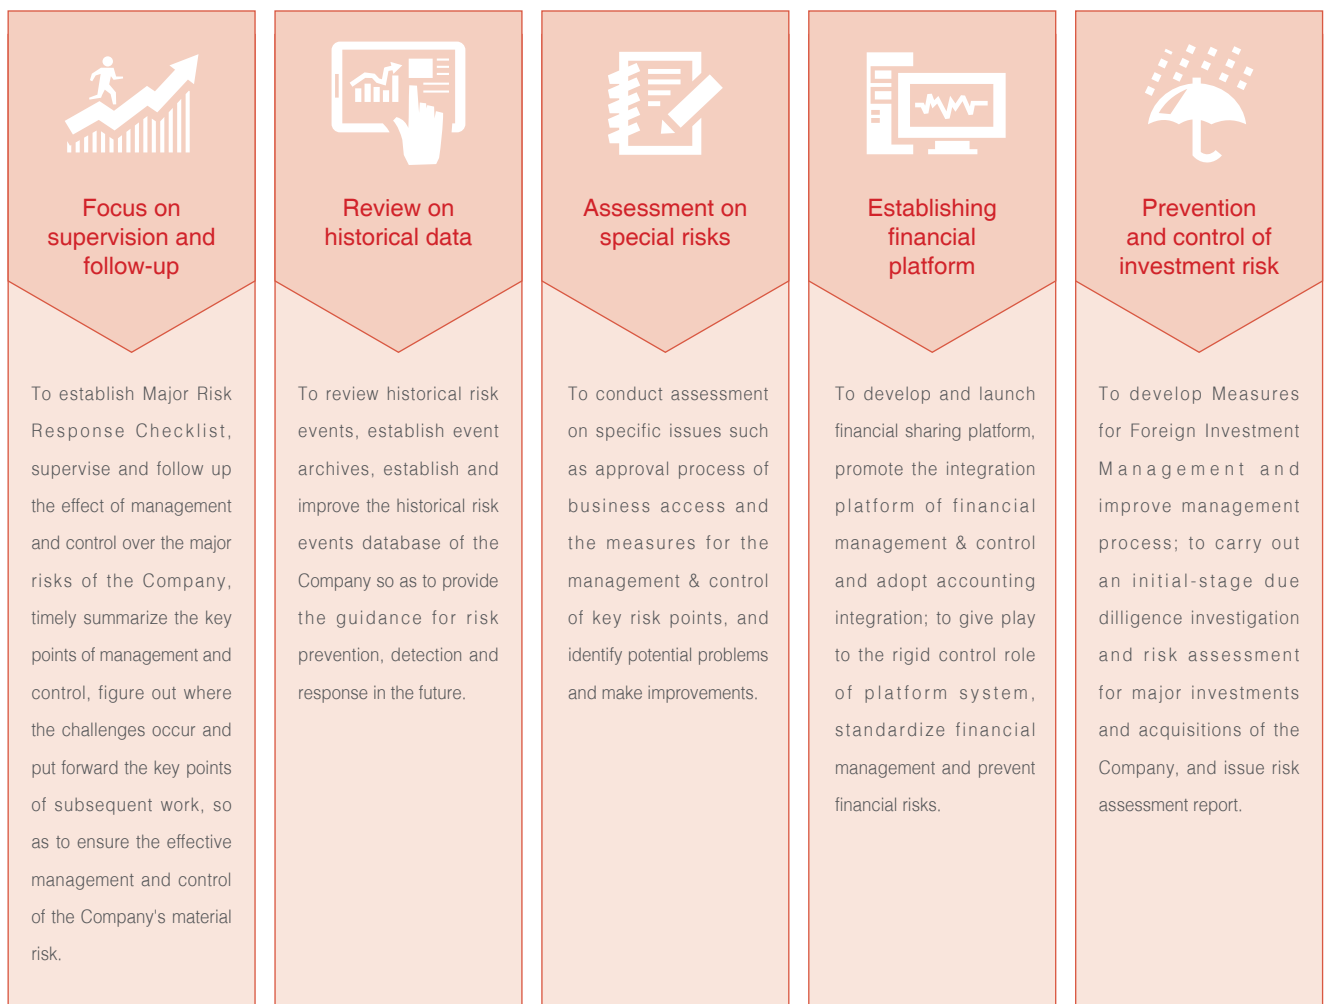 Focus on
supervision and
follow-up
To establish Major Risk
Response Checklist,
supervise and follow up
the effect of management
and control over the major
risks of the Company,
timely summarize the key
points of management and
control, figure out where
the challenges occur and
put forward the key points
of subsequent work, so
as to ensure the effective
management and control
of the Company's material
risk.
Review on
historical data
To review historical risk
events, establish event
archives, establish and
improve the historical risk
events database of the
Company so as to provide
the guidance for risk
prevention, detection and
response in the future.
Assessment on
special risks
To conduct assessment
on specific issues such
as approval process of
business access and
the measures for the
management & control
of key risk points, and
identify potential problems
and make improvements.
Establishing
financial
platform
To develop and launch
financial sharing platform,
promote the integration
platform of financial
management & control
and adopt accounting
integration; to give play
to the rigid control role
of platform system,
standardize financial
management and prevent
financial risks.
Prevention
and control of
investment risk
To develop Measures
for Foreign Investment
Management and
improve management
process; to carry out
an initial-stage due
dilligence investigation
and risk assessment
for major investments
and acquisitions of the
Company, and issue risk
assessment report.